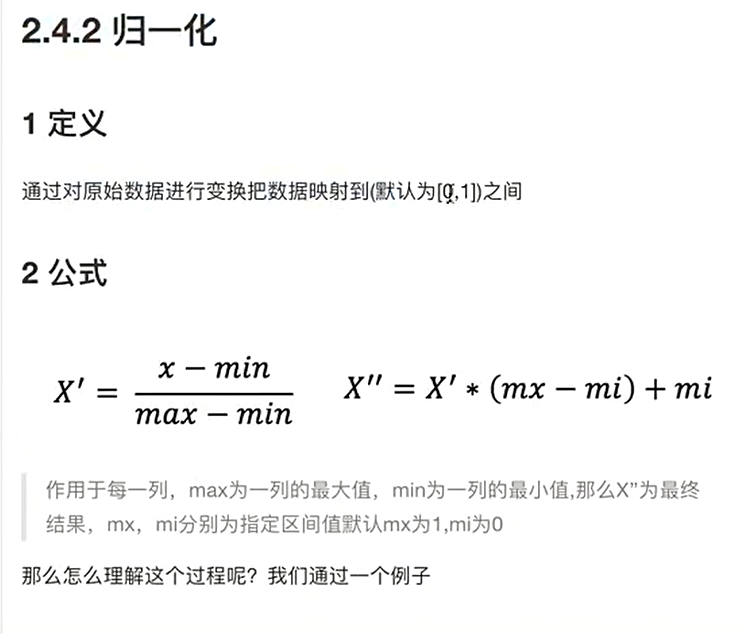 2.4.2 归一化
1 定义
通过对原始数据进行变换把数据映射到(默认为[0,1])之间
2 公式
X′ = (x − min) / (max − min)    X″ = X′ * (mx − mi) + mi
作用于每一列，max为一列的最大值，min为一列的最小值,那么X”为最终
结果，mx，mi分别为指定区间值默认mx为1,mi为0
那么怎么理解这个过程呢？我们通过一个例子